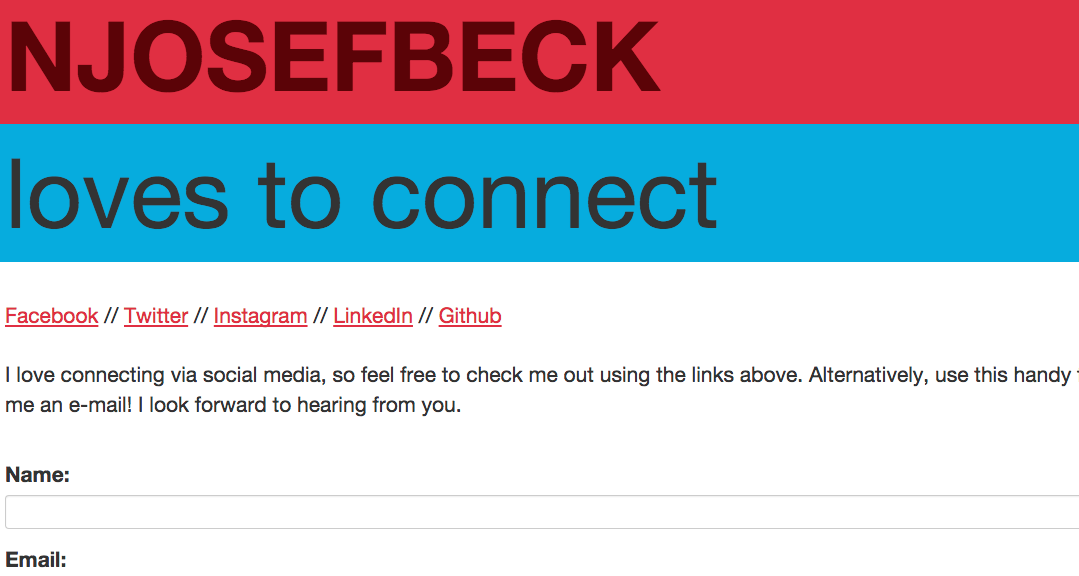 NJOSEFBECK
loves to connect
Facebook // Twitter // Instagram // LinkedIn // Github
I love connecting via social media, so feel free to check me out using the links above. Alternatively, use this handy
me an e-mail! I look forward to hearing from you.
Name:
Email: